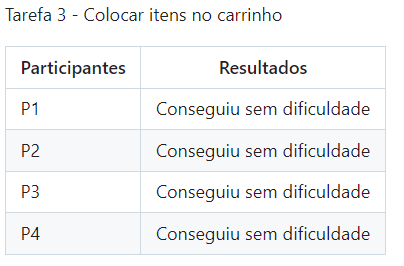 Tarefa 3 - Colocar itens no carrinho
Participantes Resultados
P1 Conseguiu sem dificuldade
P2 Conseguiu sem dificuldade
P3 Conseguiu sem dificuldade
P4 Conseguiu sem dificuldade